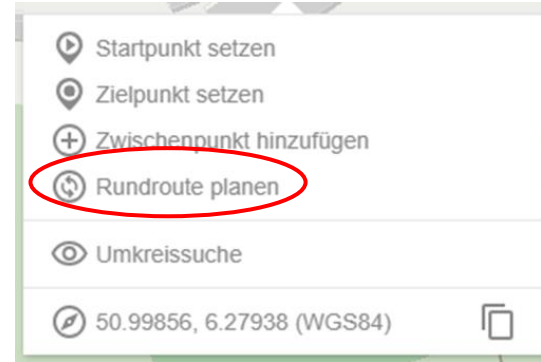 Startpunkt setzen
Zielpunkt setzen
Zwischenpunkt hinzufügen
Rundroute planen
Umkreissuche
50.99856, 6.27938 (WGS84)